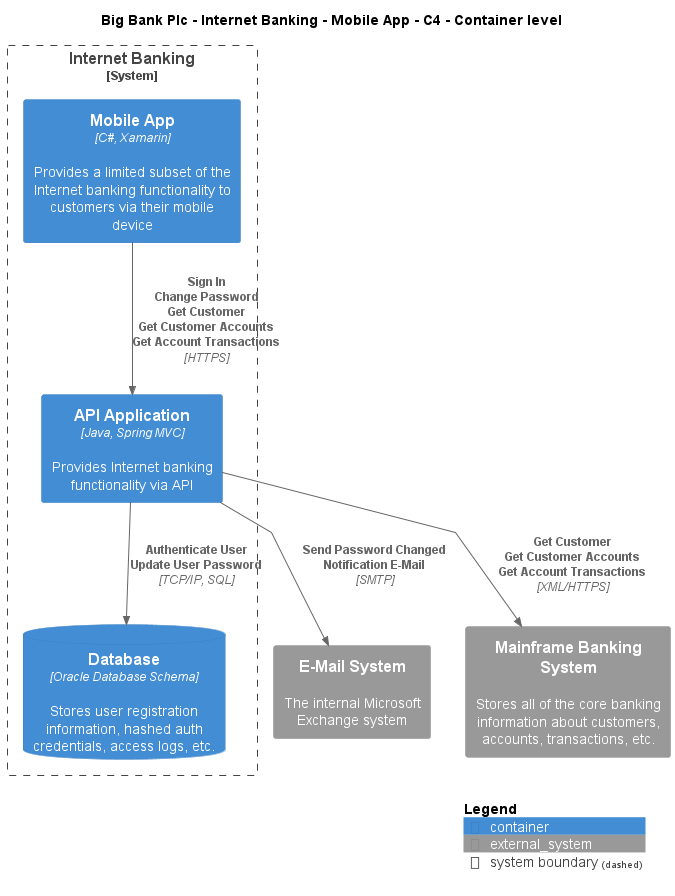 Big Bank Plc - Internet Banking - Mobile App - C4 - Container level
Internet Banking
[System]
Mobile App
[C#, Xamarin]
Provides a limited subset of the
Internet banking functionality to
customers via their mobile
device
Sign In
Change Password
Get Customer
Get Customer Accounts
Get Account Transactions
[HTTPS]
API Application
[Java, Spring MVC]
Provides Internet banking
functionality via API
Authenticate User
Update User Password
[TCP/IP, SQL]
Send Password Changed
Notification E-Mail
[SMTP]
Get Customer
Get Customer Accounts
Get Account Transactions
[XML/HTTPS]
Database
[Oracle Database Schema]
Stores user registration
information, hashed auth
credentials, access logs, etc.
E-Mail System
The internal Microsoft
Exchange system
Mainframe Banking
System
Stores all of the core banking
information about customers,
accounts, transactions, etc.
Legend
container
external_system
system boundary (dashed)